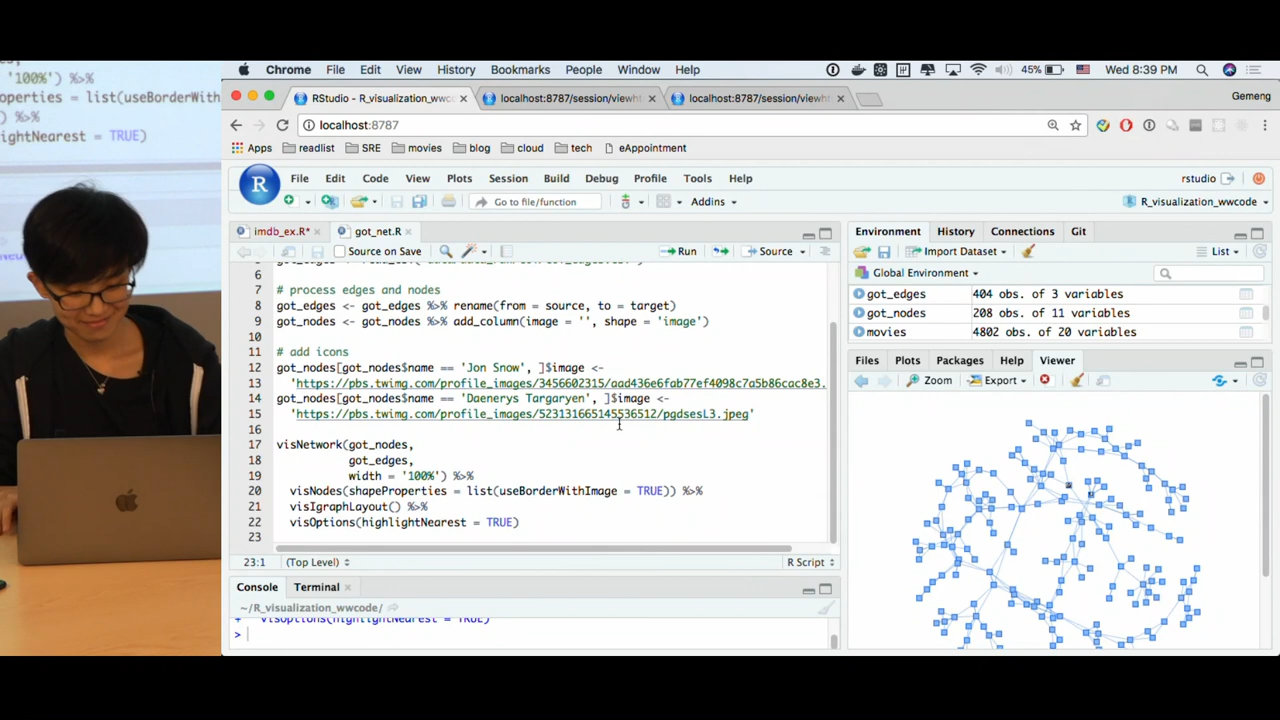 '100%') %>%
operties = list(useBorderWith
) %>%
ightNearest = TRUE)
Chrome File Edit View History Bookmarks People Window Help 45% Wed 8:39 PM
RStudio - R_visualization_wwc
localhost:8787/session/viewh
localhost:8787/session/viewh
Gemeng
localhost:8787
Apps readlist SRE movies blog cloud tech eAppointment
R File Edit Code View Plots Session Build Debug Profile Tools Help rstudio
Go to file/function Addins R_visualization_wwcode
imdb_ex.R* got_net.R
Source on Save Run Source
6
7 # process edges and nodes
8 got_edges <- got_edges %>% rename(from = source, to = target)
9 got_nodes <- got_nodes %>% add_column(image = '', shape = 'image')
10
11 # add icons
12 got_nodes[got_nodes$name == 'Jon Snow', ]$image <-
13 'https://pbs.twimg.com/profile_images/3456602315/aad436e6fab77ef4098c7a5b86cac8e3.
14 got_nodes[got_nodes$name == 'Daenerys Targaryen', ]$image <-
15 'https://pbs.twimg.com/profile_images/523131665145536512/pgdsesL3.jpeg'
16
17 visNetwork(got_nodes,
18 got_edges,
19 width = '100%') %>%
20 visNodes(shapeProperties = list(useBorderWithImage = TRUE)) %>%
21 visIgraphLayout() %>%
22 visOptions(highlightNearest = TRUE)
23
23:1 (Top Level) R Script
Console Terminal
~/R_visualization_wwcode/
+ visOptions(highlightNearest = TRUE)
>
Environment History Connections Git
Import Dataset List
Global Environment
got_edges 404 obs. of 3 variables
got_nodes 208 obs. of 11 variables
movies 4802 obs. of 20 variables
Files Plots Packages Help Viewer
Zoom Export